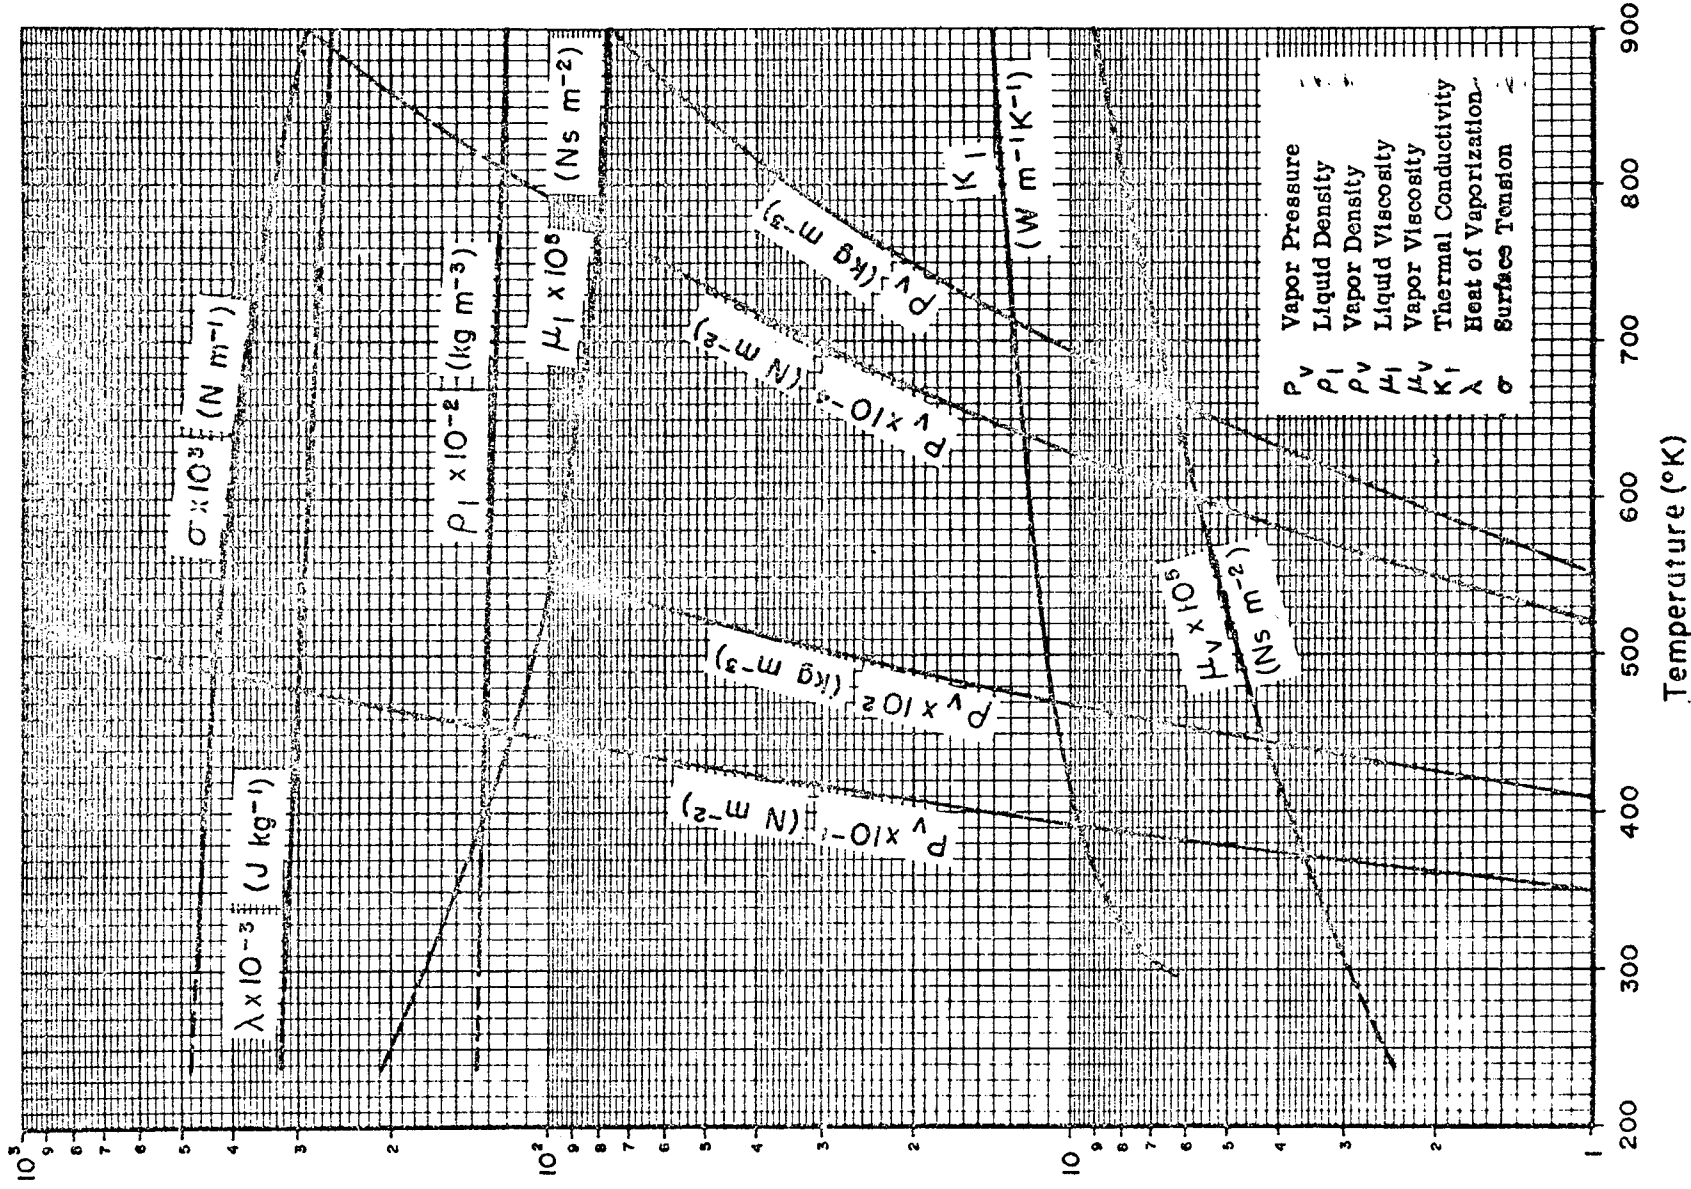 σ x 10³ (N m⁻¹)
λ x 10⁻³ (J kg⁻¹)
ρₗ x 10⁻² (kg m⁻³)
μₗ x 10⁵ (Ns m⁻²)
ρᵥ (kg m⁻³)
Pᵥ x 10⁻ (N m⁻²)
Kₗ
(W m⁻¹K⁻¹)
ρᵥ x 10² (kg m⁻³)
Pᵥ x 10⁻¹ (N m⁻²)
μᵥ x 10⁵
(Ns m⁻²)
Pᵥ Vapor Pressure
ρₗ Liquid Density
ρᵥ Vapor Density
μₗ Liquid Viscosity
μᵥ Vapor Viscosity
Kₗ Thermal Conductivity
λ Heat of Vaporization
σ Surface Tension
10³
9
8
7
6
5
4
3
2
10²
9
8
7
6
5
4
3
2
10
9
8
7
6
5
4
3
2
1
200 300 400 500 600 700 800 900
Temperature (°K)